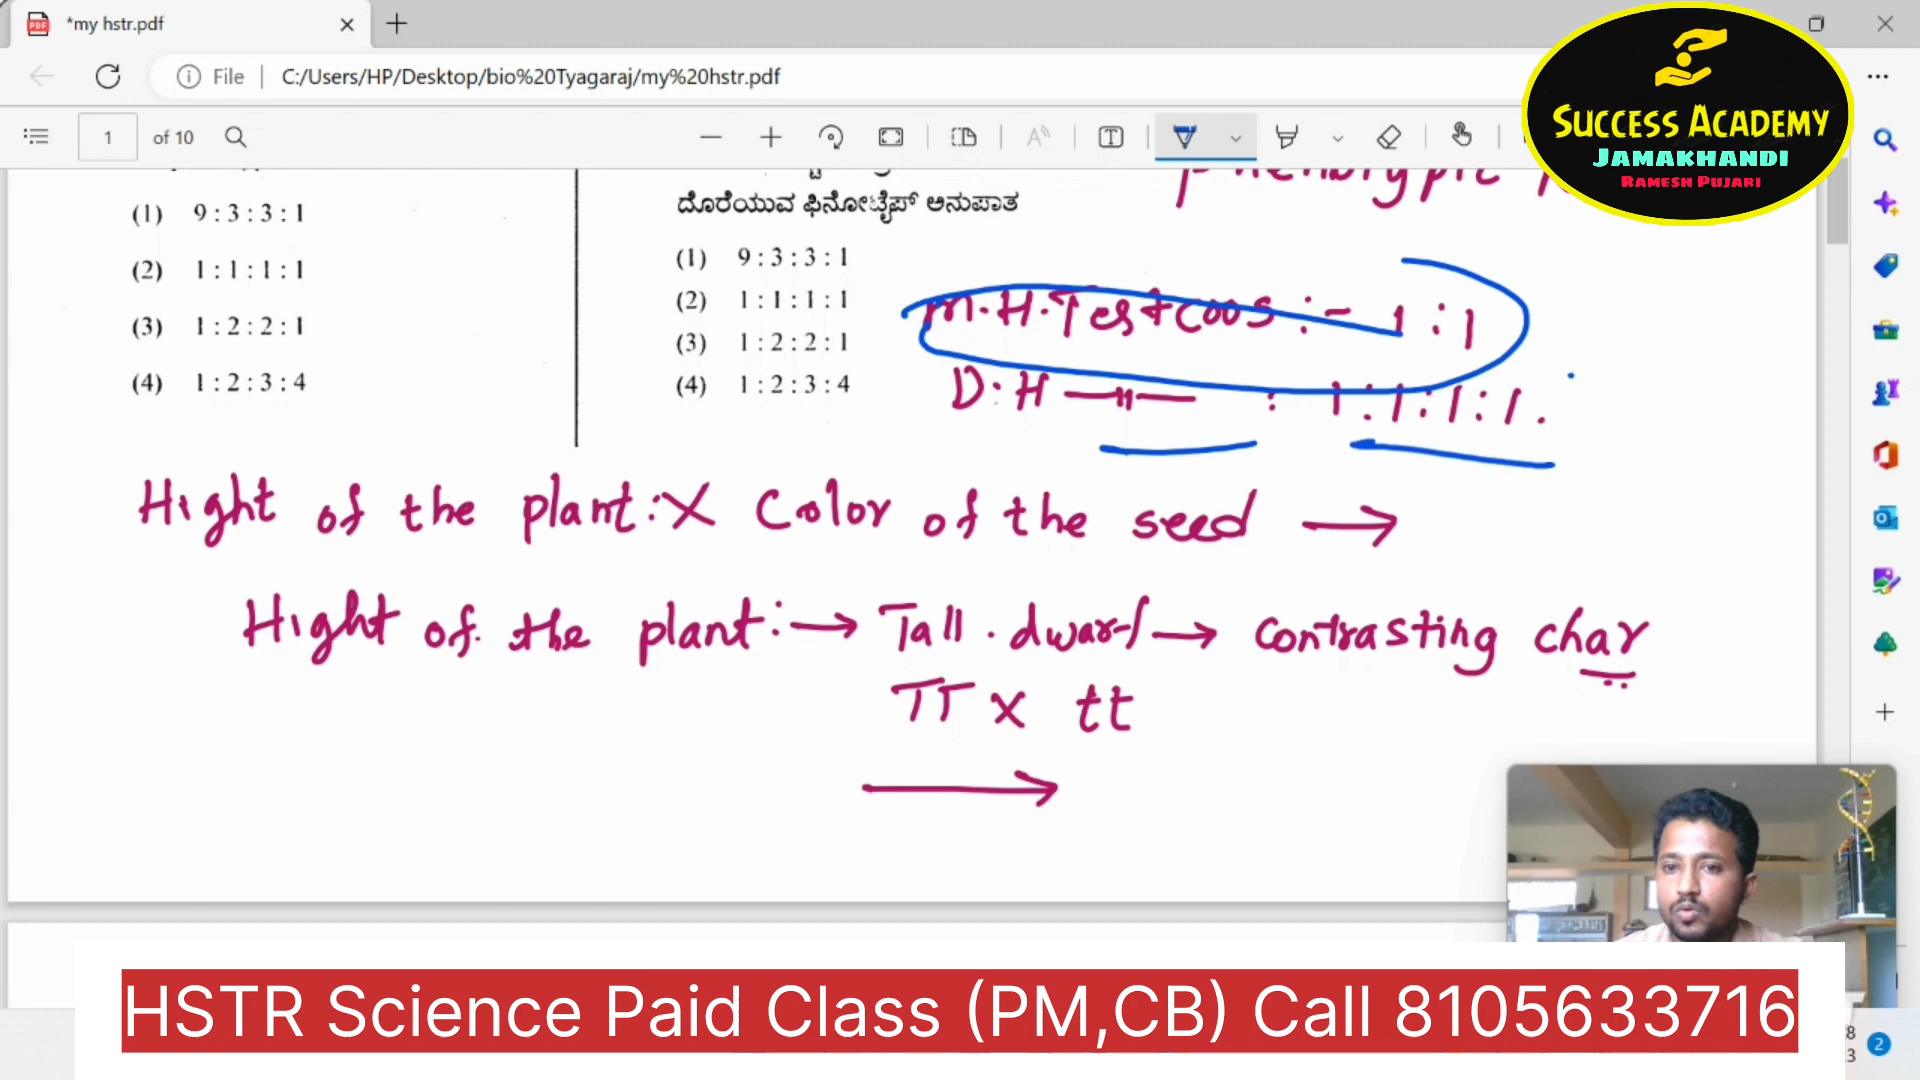 *my hstr.pdf
File C:/Users/HP/Desktop/bio%20Tyagaraj/my%20hstr.pdf
1 of 10
SUCCESS ACADEMY
JAMAKHANDI
RAMESH PUJARI
(1) 9 : 3 : 3 : 1
(2) 1 : 1 : 1 : 1
(3) 1 : 2 : 2 : 1
(4) 1 : 2 : 3 : 4
ದೊರೆಯುವ ಫಿನೋಟೈಪ್ ಅನುಪಾತ
(1) 9 : 3 : 3 : 1
(2) 1 : 1 : 1 : 1
(3) 1 : 2 : 2 : 1
(4) 1 : 2 : 3 : 4
phenotypic
M.H.Testcoos :- 1 : 1
D.H —"— : 1:1:1:1.
Hight of the plant: X Color of the seed →
Hight of the plant: → Tall . dwarf → contrasting char
TT x tt
→
HSTR Science Paid Class (PM,CB) Call 8105633716
2